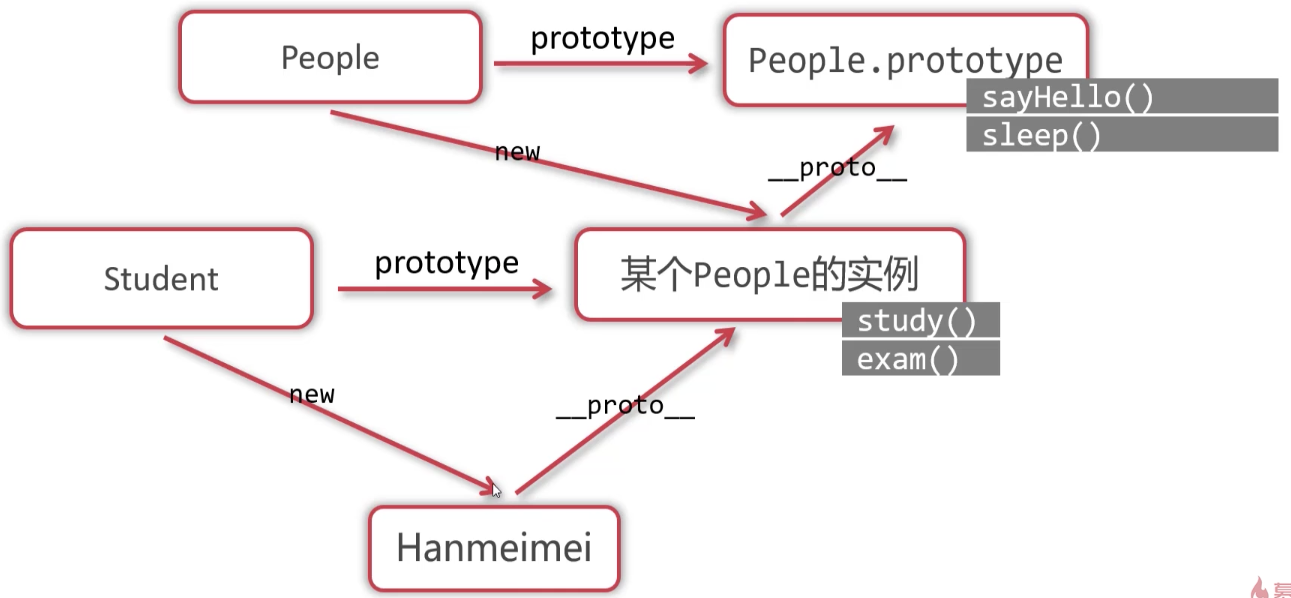 People
prototype
People.prototype
sayHello()
sleep()
new
__proto__
Student
prototype
某个People的实例
study()
exam()
new
__proto__
Hanmeimei